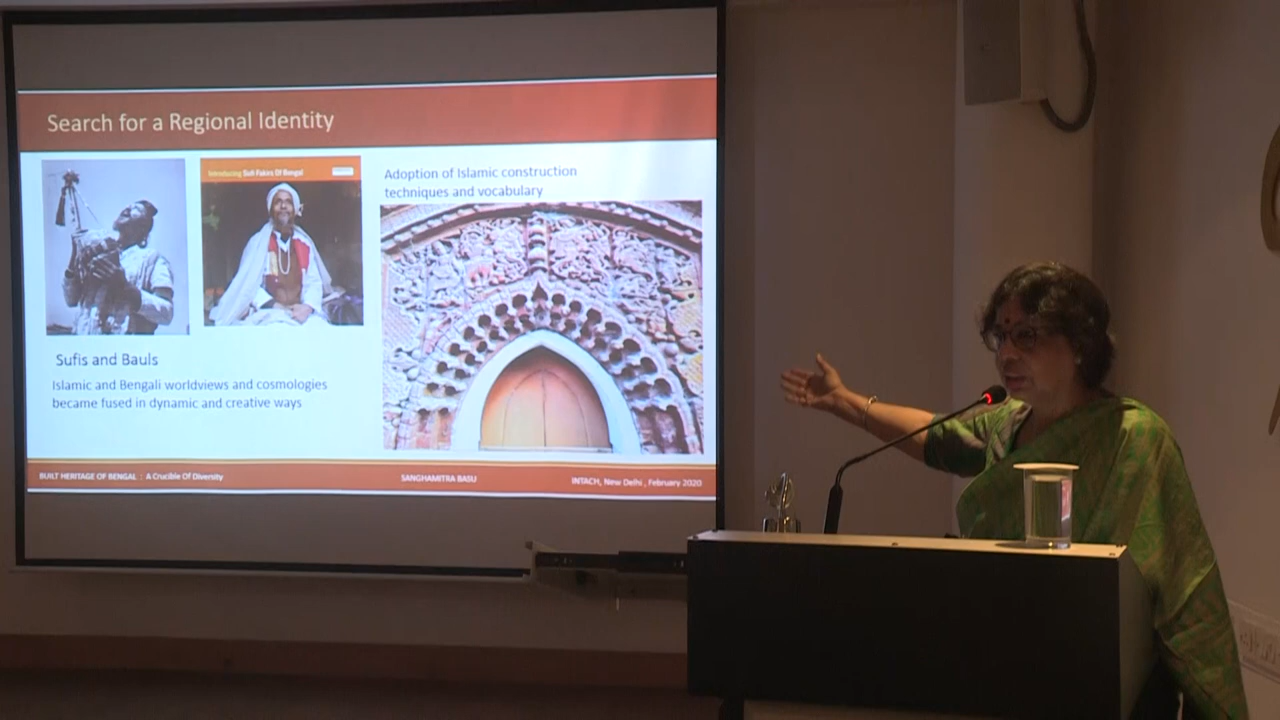 Search for a Regional Identity
Introducing Sufi Fakirs Of Bengal
Adoption of Islamic construction
techniques and vocabulary
Sufis and Bauls
Islamic and Bengali worldviews and cosmologies
became fused in dynamic and creative ways
BUILT HERITAGE OF BENGAL : A Crucible Of Diversity
SANGHAMITRA BASU
INTACH, New Delhi , February 2020